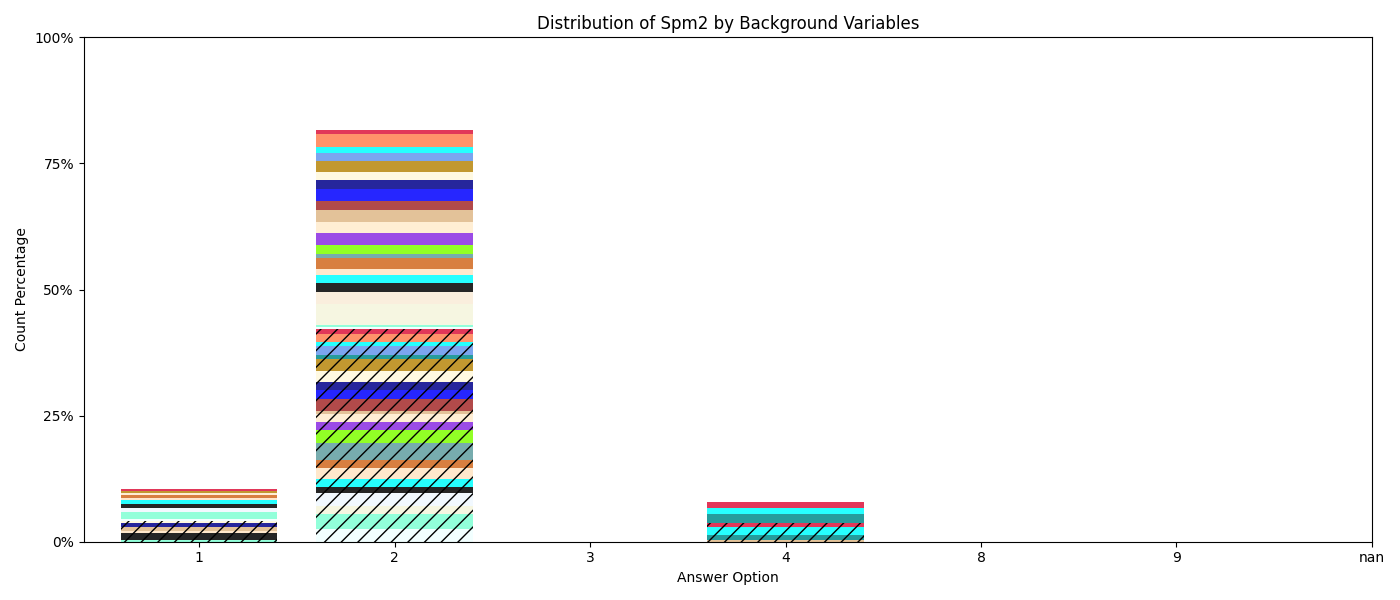 Distribution of Spm2 by Background Variables
100%
75%
50%
25%
0%
Count Percentage
1 2 3 4 8 9 nan
Answer Option